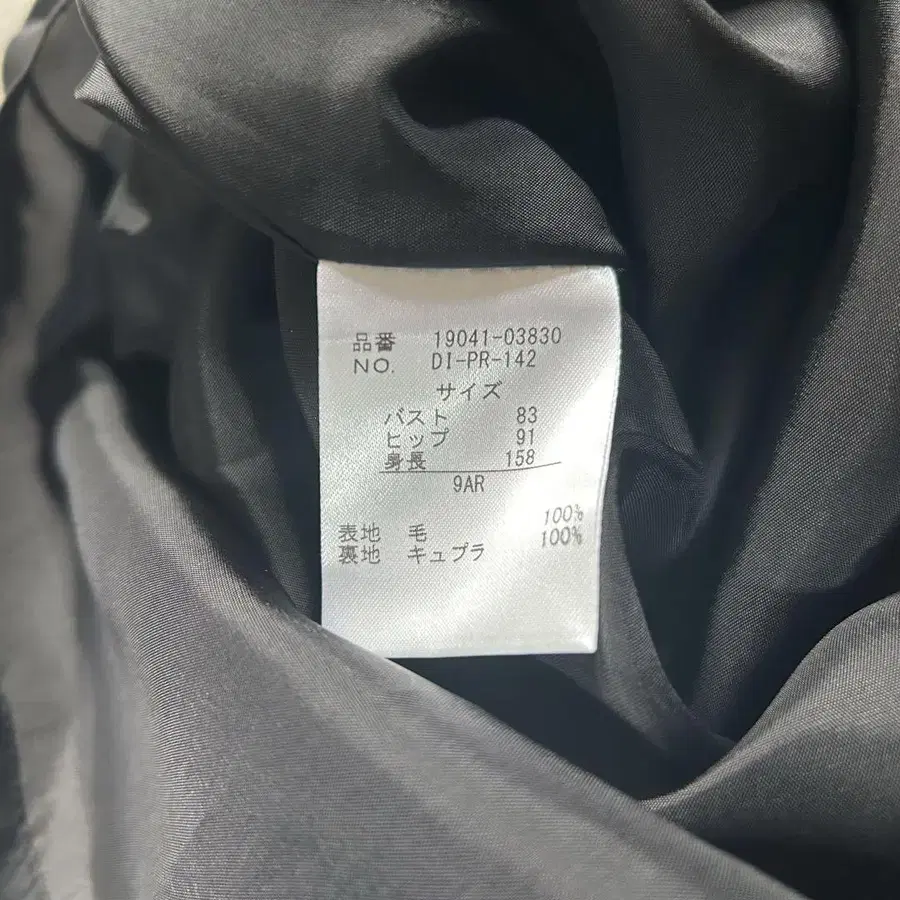 品番 19041-03830
NO. DI-PR-142
サイズ
バスト 83
ヒップ 91
身長 158
9AR
表地 毛 100%
裏地 キュプラ 100%